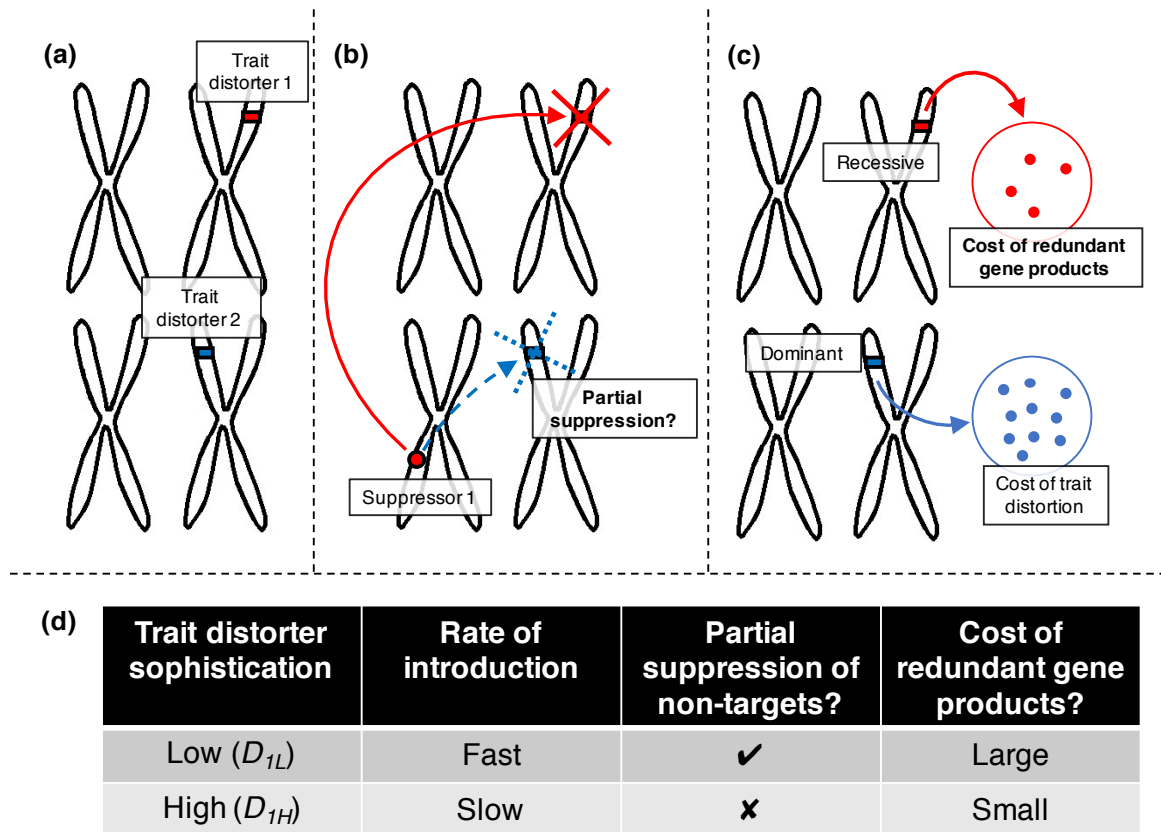 (a)
Trait
distorter 1
Trait
distorter 2
(b)
Partial
suppression?
Suppressor 1
(c)
Recessive
Cost of redundant
gene products
Dominant
Cost of trait
distortion
(d)
Trait distorter
sophistication
Rate of
introduction
Partial
suppression of
non-targets?
Cost of
redundant gene
products?
Low (D1L)
Fast
✔
Large
High (D1H)
Slow
✘
Small